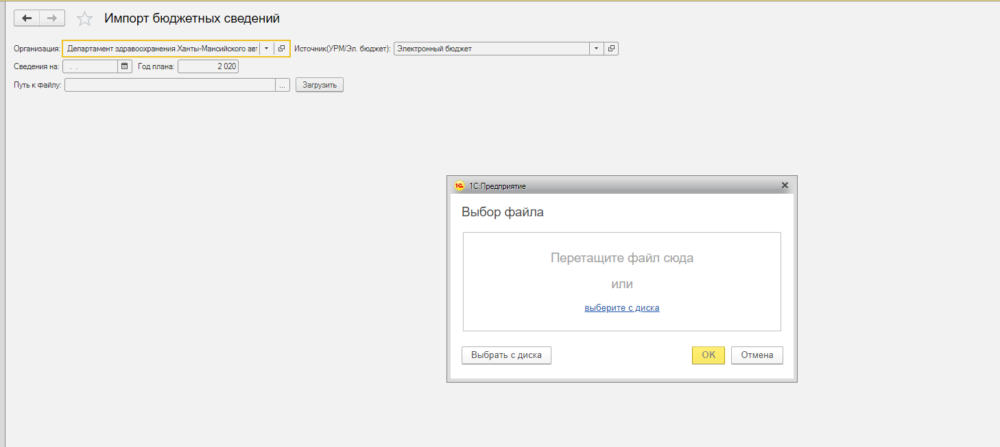 Импорт бюджетных сведений
Организация: Департамент здравоохранения Ханты-Мансийского авт Источник(УРМ/Эл. бюджет): Электронный бюджет
Сведения на: . . Год плана: 2 020
Путь к файлу: ... Загрузить
1С:Предприятие
Выбор файла
Перетащите файл сюда
или
выберите с диска
Выбрать с диска OK Отмена